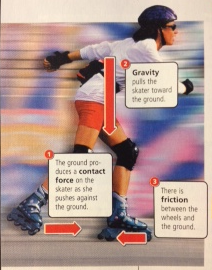 2
Gravity
pulls the
skater toward
the ground.
1
The ground pro-
duces a contact
force on the
skater as she
pushes against
the ground.
3
There is
friction
between the
wheels and
the ground.